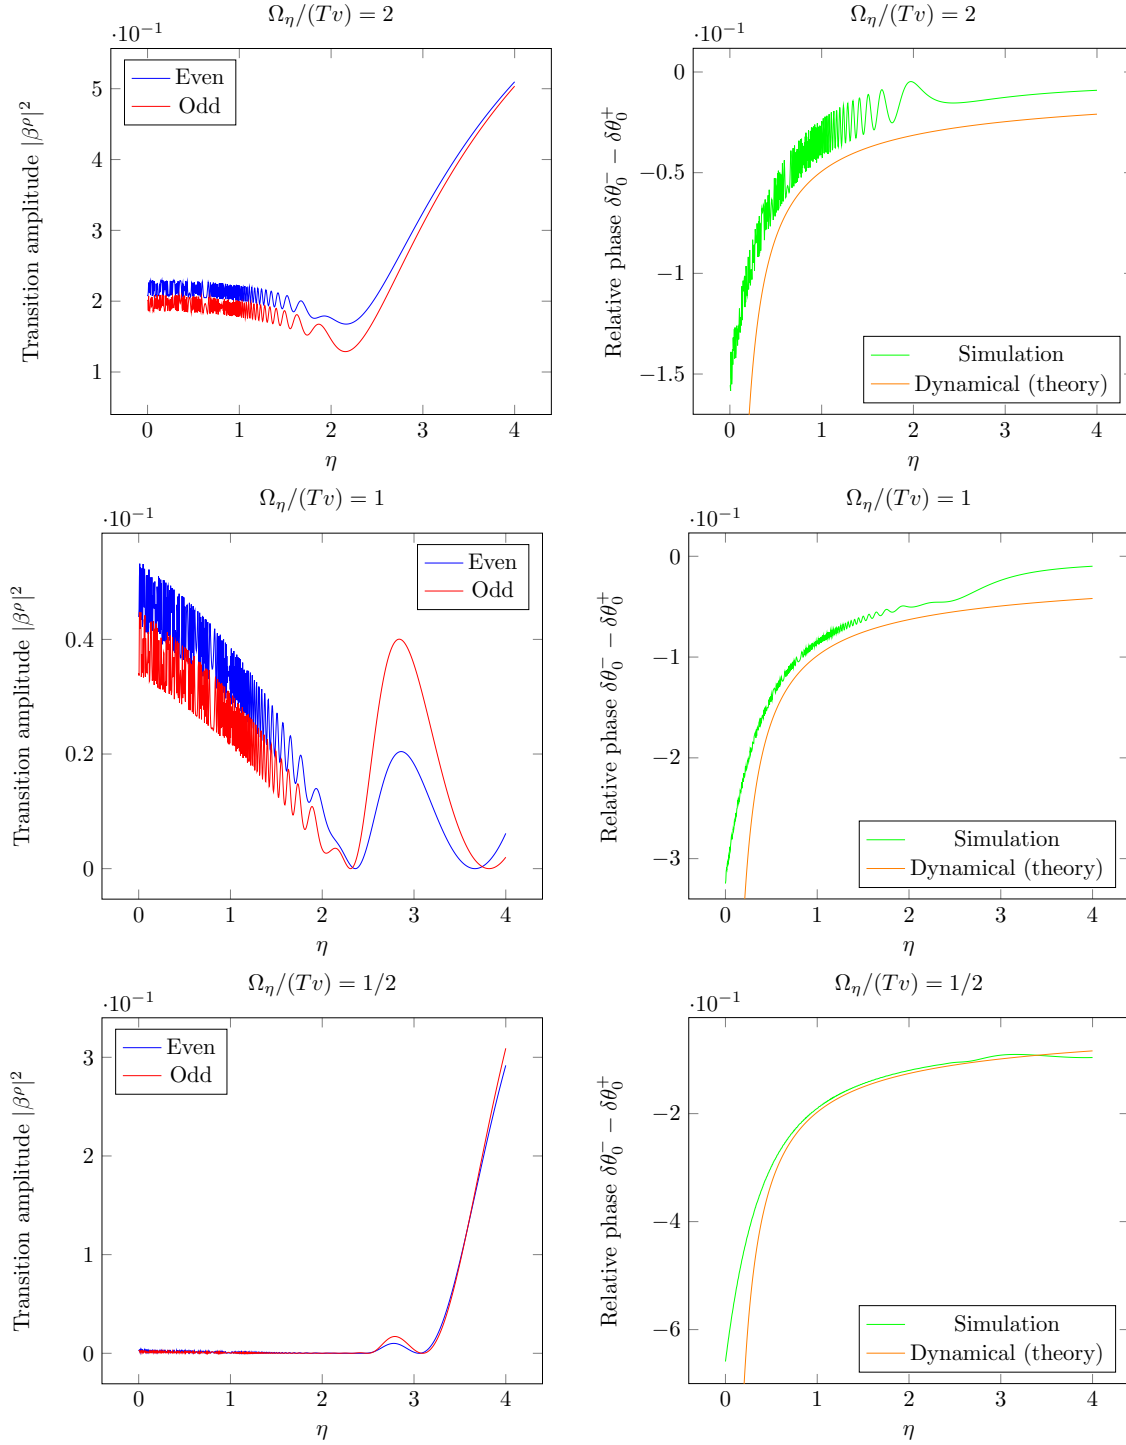 Ω_η/(Tv) = 2
·10⁻¹
Transition amplitude |β^ρ|²
5
4
3
2
1
0 1 2 3 4
η
Even
Odd
Ω_η/(Tv) = 2
·10⁻¹
Relative phase δθ₀⁻ − δθ₀⁺
0
−0.5
−1
−1.5
0 1 2 3 4
η
Simulation
Dynamical (theory)
Ω_η/(Tv) = 1
·10⁻¹
Transition amplitude |β^ρ|²
0.4
0.2
0
0 1 2 3 4
η
Even
Odd
Ω_η/(Tv) = 1
·10⁻¹
Relative phase δθ₀⁻ − δθ₀⁺
0
−1
−2
−3
0 1 2 3 4
η
Simulation
Dynamical (theory)
Ω_η/(Tv) = 1/2
·10⁻¹
Transition amplitude |β^ρ|²
3
2
1
0
0 1 2 3 4
η
Even
Odd
Ω_η/(Tv) = 1/2
·10⁻¹
Relative phase δθ₀⁻ − δθ₀⁺
−2
−4
−6
0 1 2 3 4
η
Simulation
Dynamical (theory)